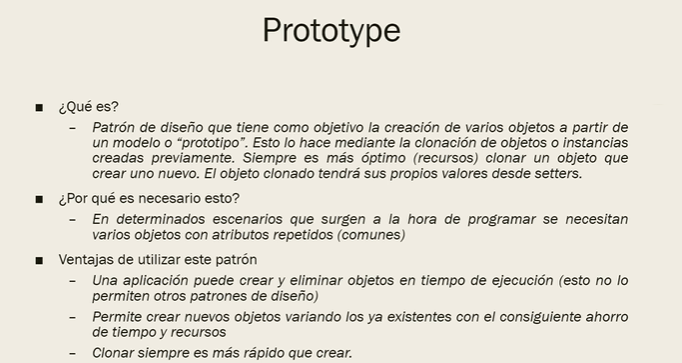 Prototype
■ ¿Qué es?
– Patrón de diseño que tiene como objetivo la creación de varios objetos a partir de
un modelo o “prototipo”. Esto lo hace mediante la clonación de objetos o instancias
creadas previamente. Siempre es más óptimo (recursos) clonar un objeto que
crear uno nuevo. El objeto clonado tendrá sus propios valores desde setters.
■ ¿Por qué es necesario esto?
– En determinados escenarios que surgen a la hora de programar se necesitan
varios objetos con atributos repetidos (comunes)
■ Ventajas de utilizar este patrón
– Una aplicación puede crear y eliminar objetos en tiempo de ejecución (esto no lo
permiten otros patrones de diseño)
– Permite crear nuevos objetos variando los ya existentes con el consiguiente ahorro
de tiempo y recursos
– Clonar siempre es más rápido que crear.